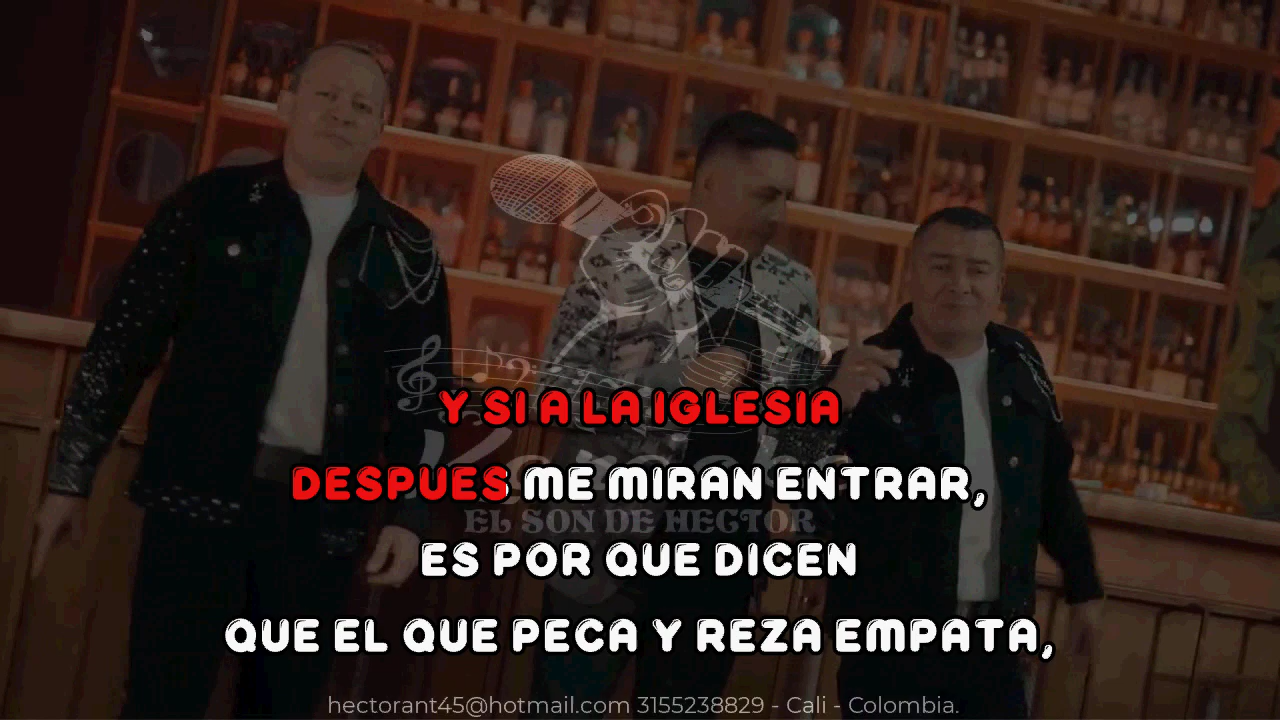 Y SI A LA IGLESIA
DESPUES ME MIRAN ENTRAR,
Karaoke
EL SON DE HECTOR
ES POR QUE DICEN
QUE EL QUE PECA Y REZA EMPATA,
hectorant45@hotmail.com 3155238829 - Cali - Colombia.